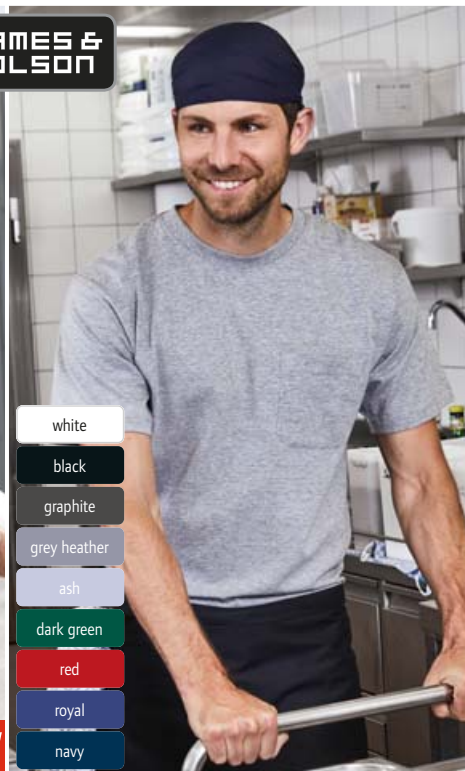 AMES &
OLSON
white
black
graphite
grey heather
ash
dark green
red
royal
navy